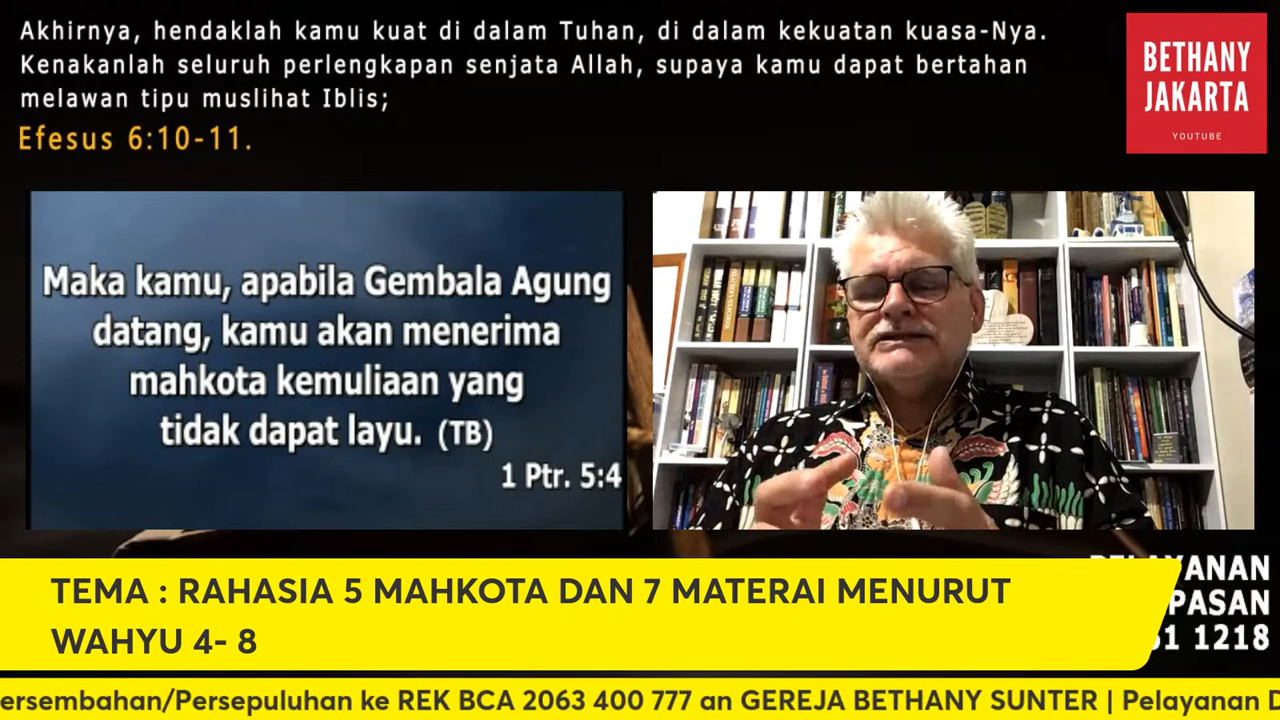 Akhirnya, hendaklah kamu kuat di dalam Tuhan, di dalam kekuatan kuasa-Nya.
Kenakanlah seluruh perlengkapan senjata Allah, supaya kamu dapat bertahan
melawan tipu muslihat Iblis;
Efesus 6:10-11.
BETHANY
JAKARTA
YOUTUBE
Maka kamu, apabila Gembala Agung
datang, kamu akan menerima
mahkota kemuliaan yang
tidak dapat layu. (TB)
1 Ptr. 5:4
TEMA : RAHASIA 5 MAHKOTA DAN 7 MATERAI MENURUT
WAHYU 4- 8
1218
ersembahan/Persepuluhan ke REK BCA 2063 400 777 an GEREJA BETHANY SUNTER | Pelayanan D